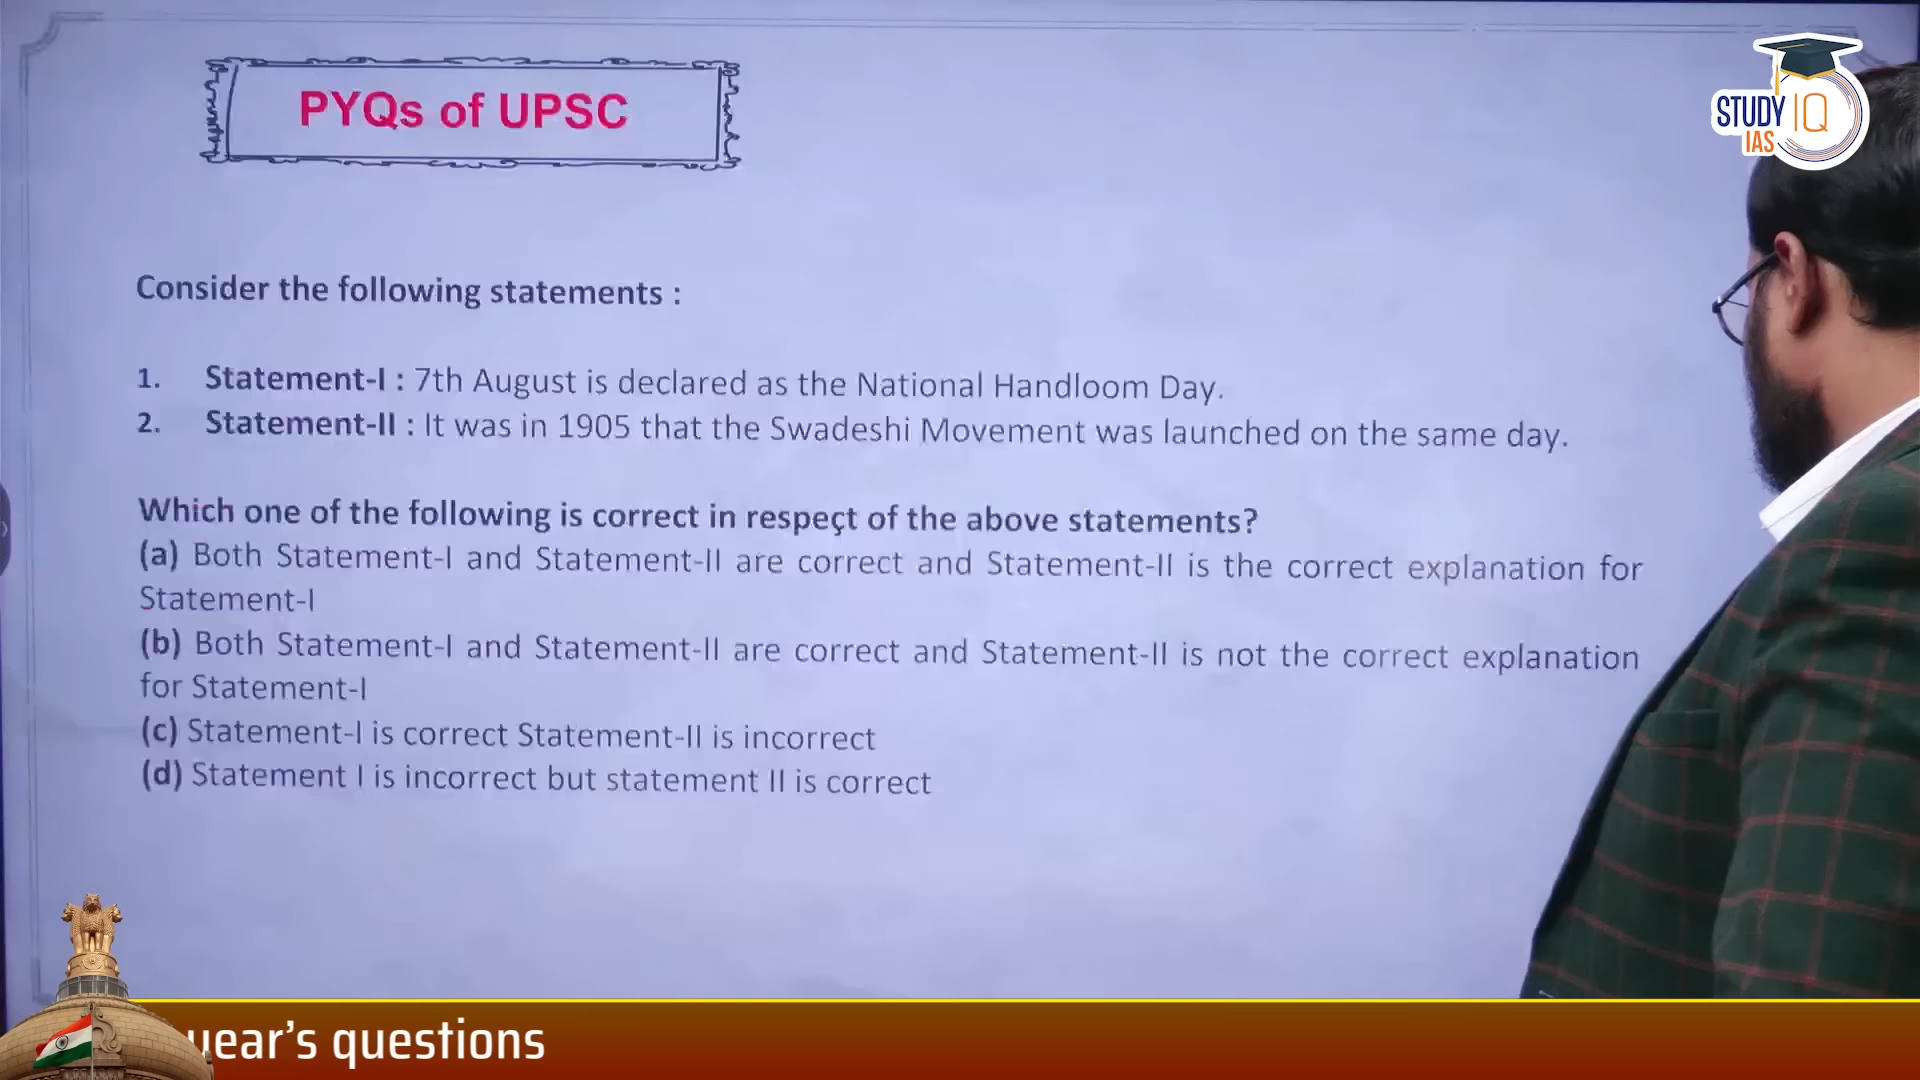 PYQs of UPSC
STUDY IQ
IAS
Consider the following statements :
1. Statement-I : 7th August is declared as the National Handloom Day.
2. Statement-II : It was in 1905 that the Swadeshi Movement was launched on the same day.
Which one of the following is correct in respect of the above statements?
(a) Both Statement-I and Statement-II are correct and Statement-II is the correct explanation for
Statement-I
(b) Both Statement-I and Statement-II are correct and Statement-II is not the correct explanation
for Statement-I
(c) Statement-I is correct Statement-II is incorrect
(d) Statement I is incorrect but statement II is correct
year's questions